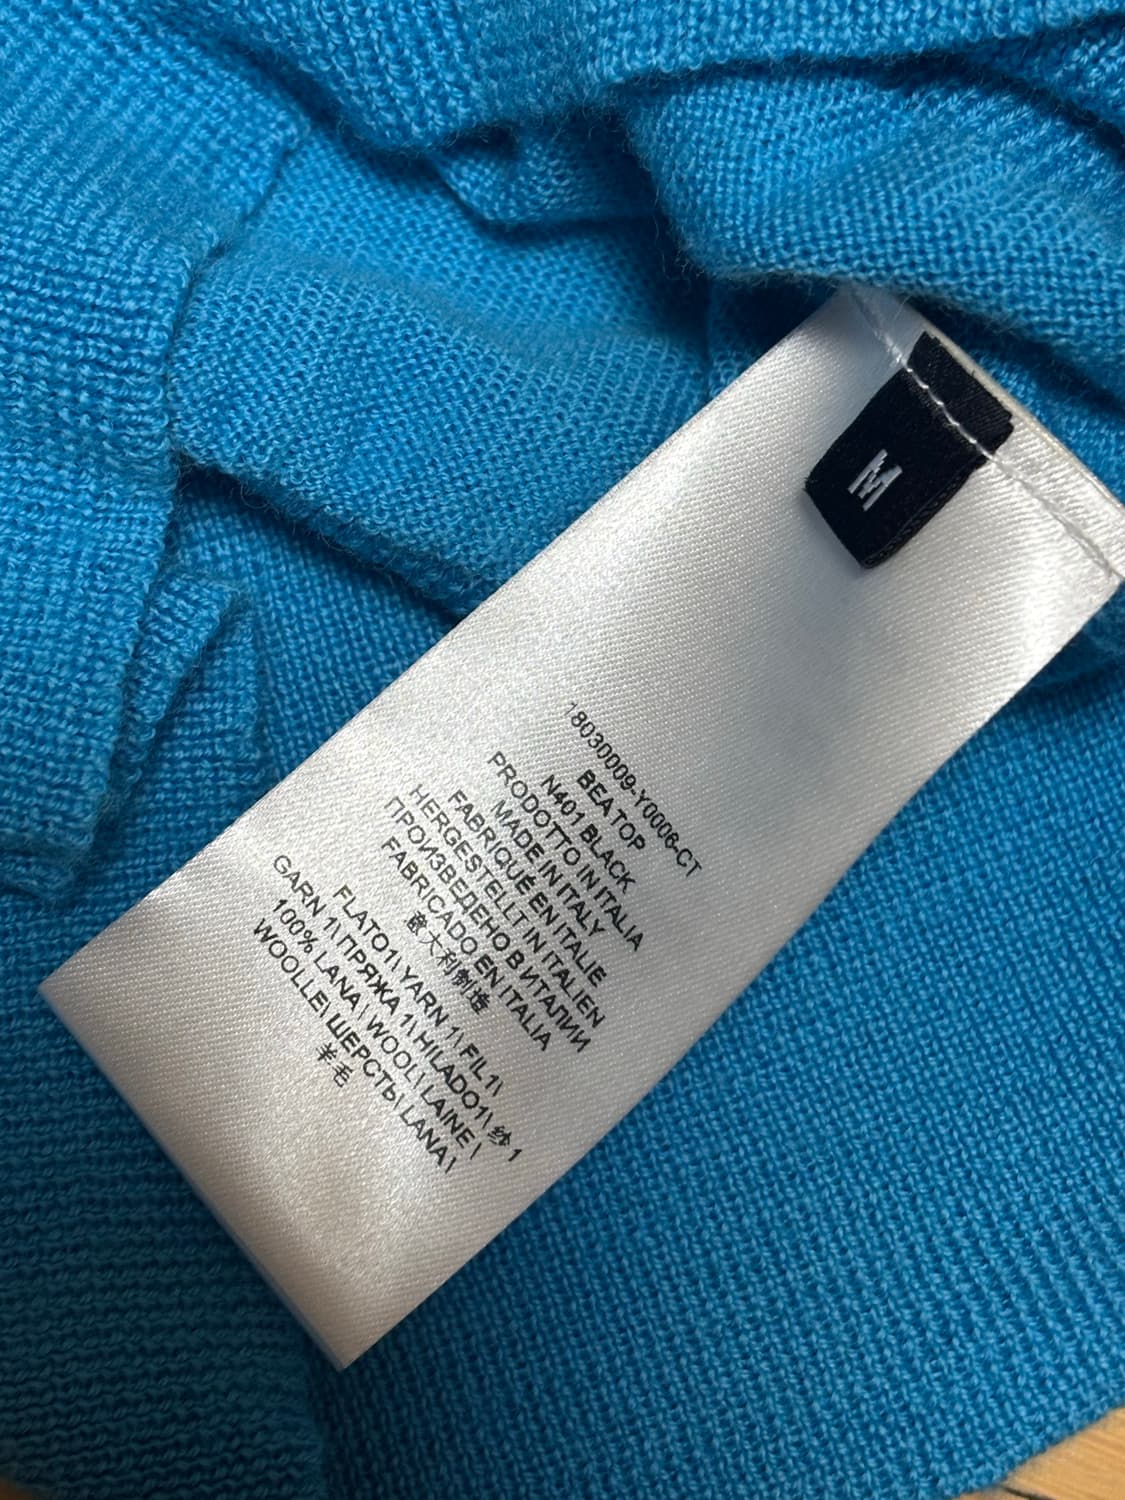 M
18030009-Y0006-CT
BEA TOP
N401 BLACK
PRODOTTO IN ITALIA
MADE IN ITALY
FABRIQUÉ EN ITALIE
HERGESTELLT IN ITALIEN
ПРОИЗВЕДЕНО В ИТАЛИИ
FABRICADO EN ITALIA
意大利制造
FLATO1\ YARN 1\ FIL1\
GARN 1\ ПРЯЖА 1\ HILADO1\ 纱 1
100% LANA \ WOOL\ LAINE \
WOOLLE\ ШЕРСТЬ\ LANA\
羊毛